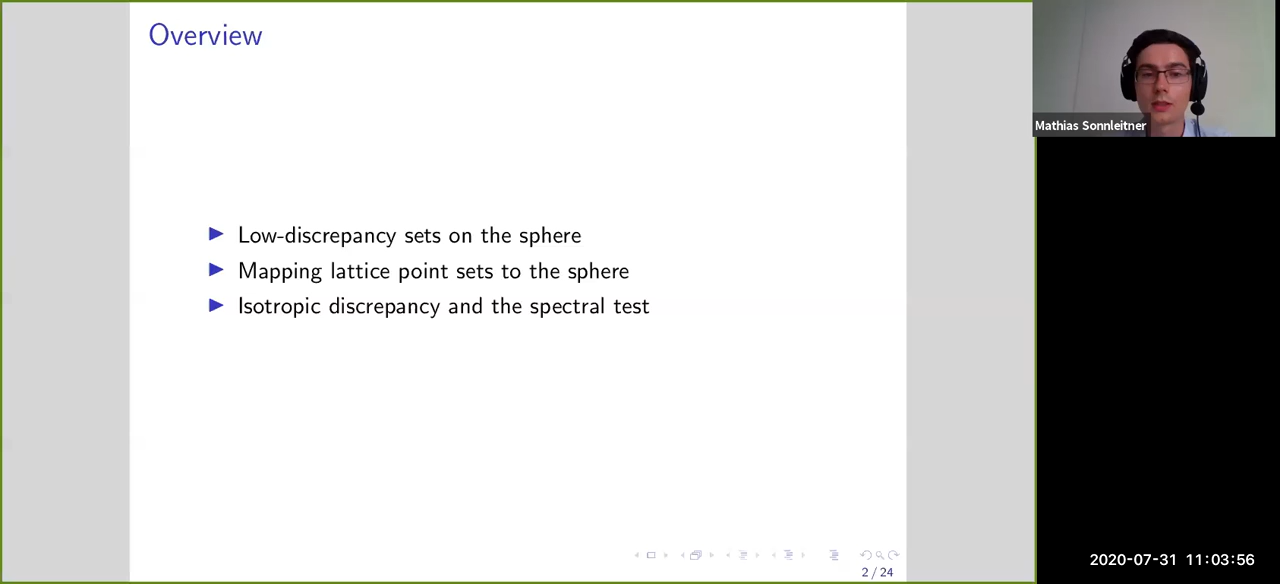 Overview
Low-discrepancy sets on the sphere
Mapping lattice point sets to the sphere
Isotropic discrepancy and the spectral test
2 / 24
Mathias Sonnleitner
2020-07-31 11:03:56